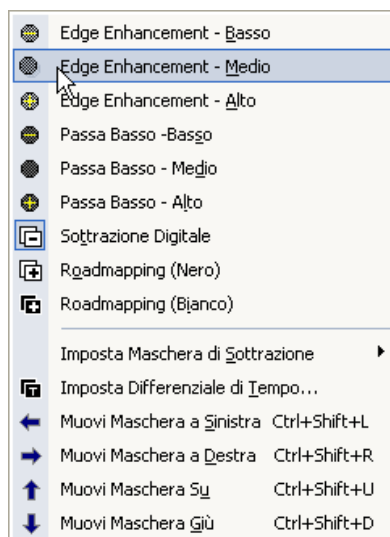 Edge Enhancement - Basso
Edge Enhancement - Medio
Edge Enhancement - Alto
Passa Basso -Basso
Passa Basso - Medio
Passa Basso - Alto
Sottrazione Digitale
Roadmapping (Nero)
Roadmapping (Bianco)
Imposta Maschera di Sottrazione
Imposta Differenziale di Tempo...
Muovi Maschera a Sinistra Ctrl+Shift+L
Muovi Maschera a Destra Ctrl+Shift+R
Muovi Maschera Su Ctrl+Shift+U
Muovi Maschera Giù Ctrl+Shift+D